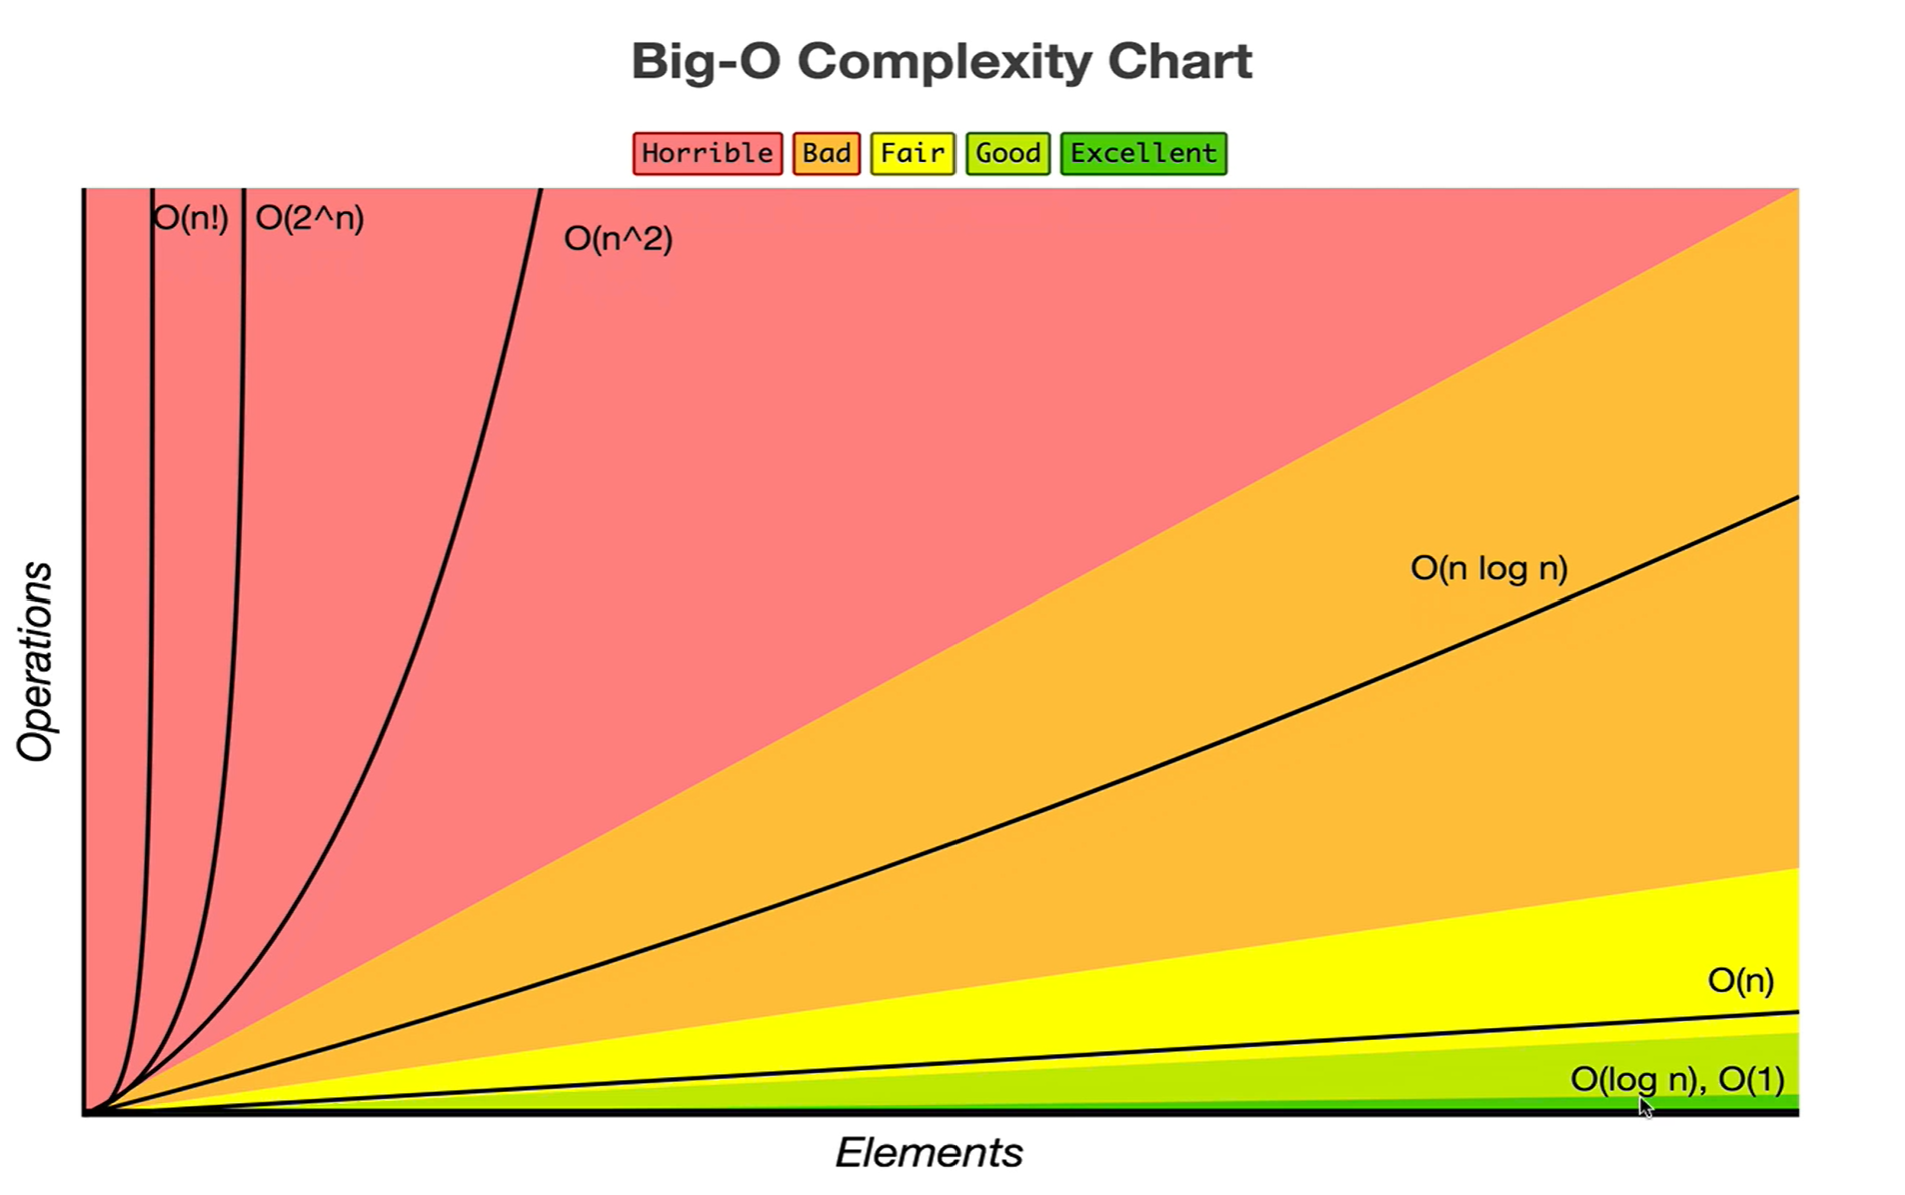 Big-O Complexity Chart
Horrible Bad Fair Good Excellent
O(n!) O(2^n)
O(n^2)
O(n log n)
Operations
O(n)
O(log n), O(1)
Elements